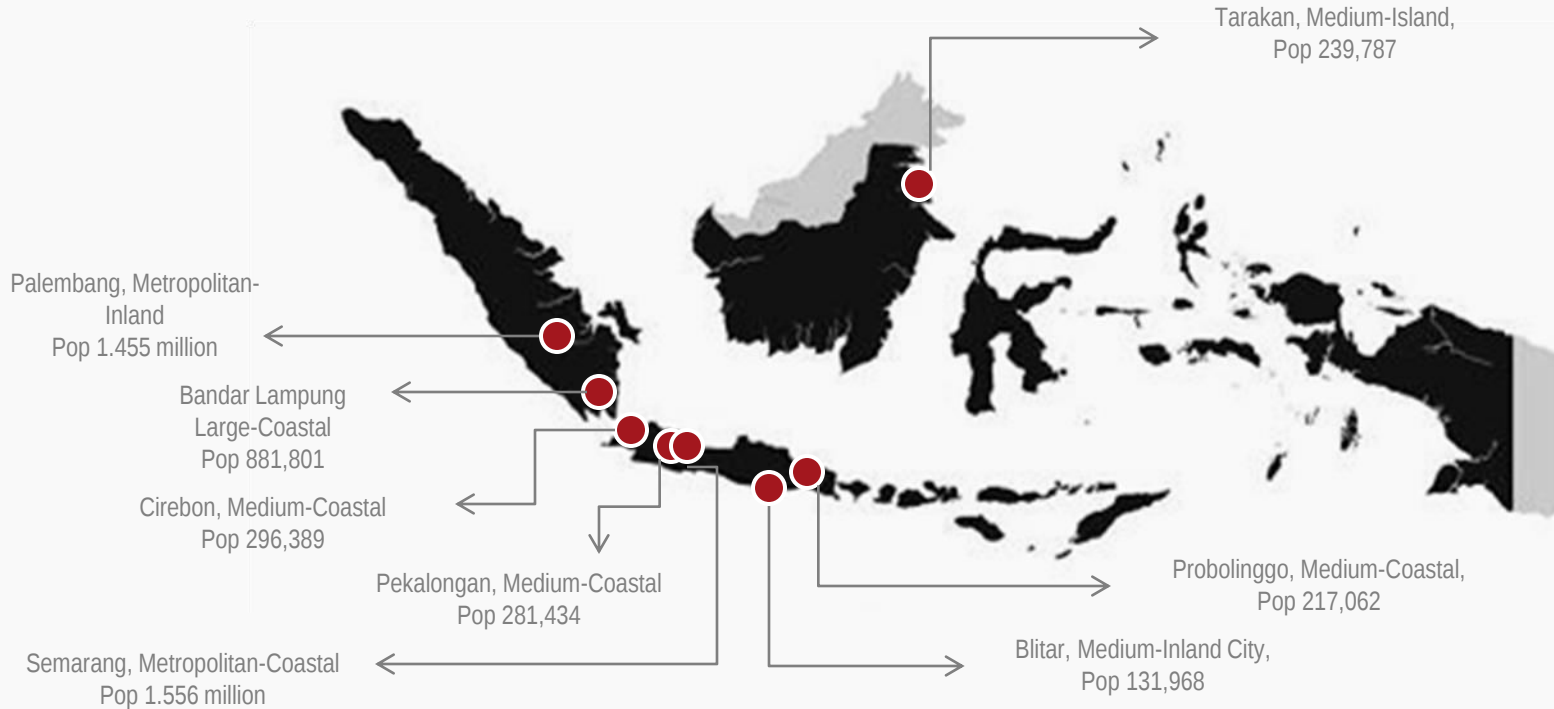 Tarakan, Medium-Island,
Pop 239,787
Palembang, Metropolitan-
Inland
Pop 1.455 million
Bandar Lampung
Large-Coastal
Pop 881,801
Cirebon, Medium-Coastal
Pop 296,389
Pekalongan, Medium-Coastal
Pop 281,434
Probolinggo, Medium-Coastal,
Pop 217,062
Semarang, Metropolitan-Coastal
Pop 1.556 million
Blitar, Medium-Inland City,
Pop 131,968